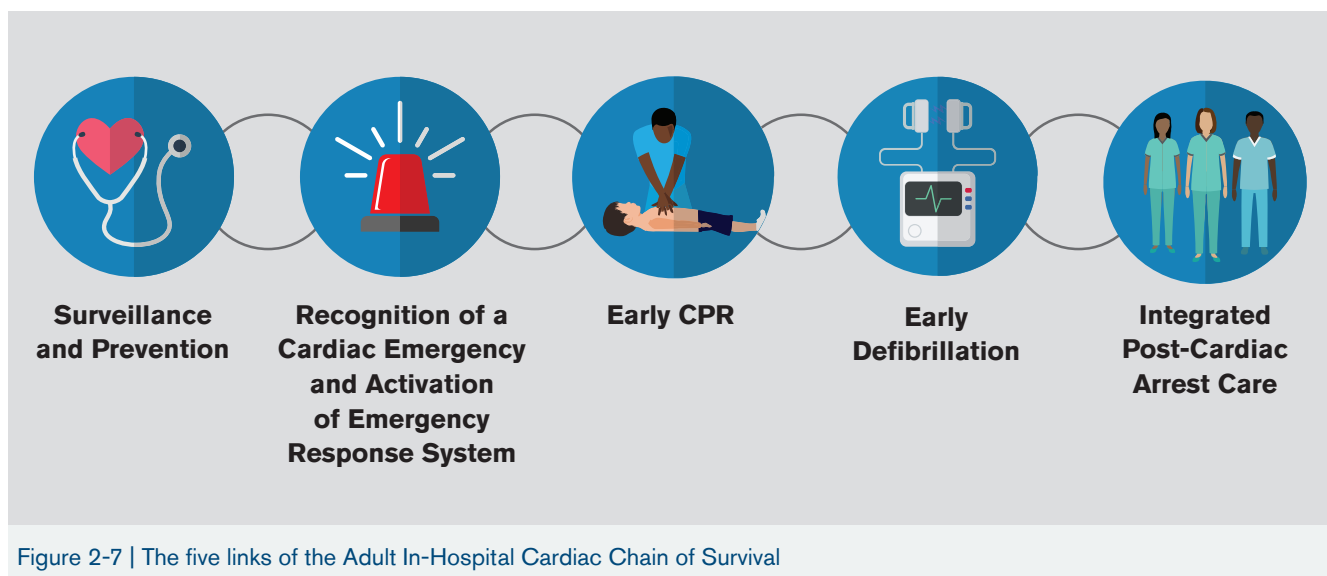 Surveillance
and Prevention
Recognition of a
Cardiac Emergency
and Activation
of Emergency
Response System
Early CPR
Early
Defibrillation
Integrated
Post-Cardiac
Arrest Care
Figure 2-7 | The five links of the Adult In-Hospital Cardiac Chain of Survival